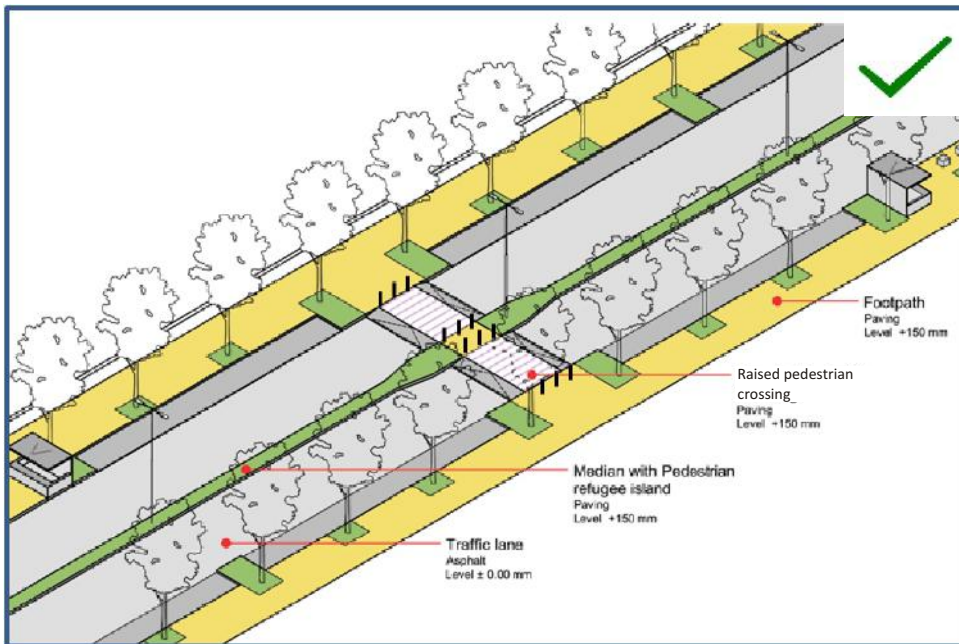 Footpath
Paving
Level +150 mm
Raised pedestrian
crossing_
Paving
Level +150 mm
Median with Pedestrian
refugee island
Paving
Level +150 mm
Traffic lane
Asphalt
Level ± 0.00 mm